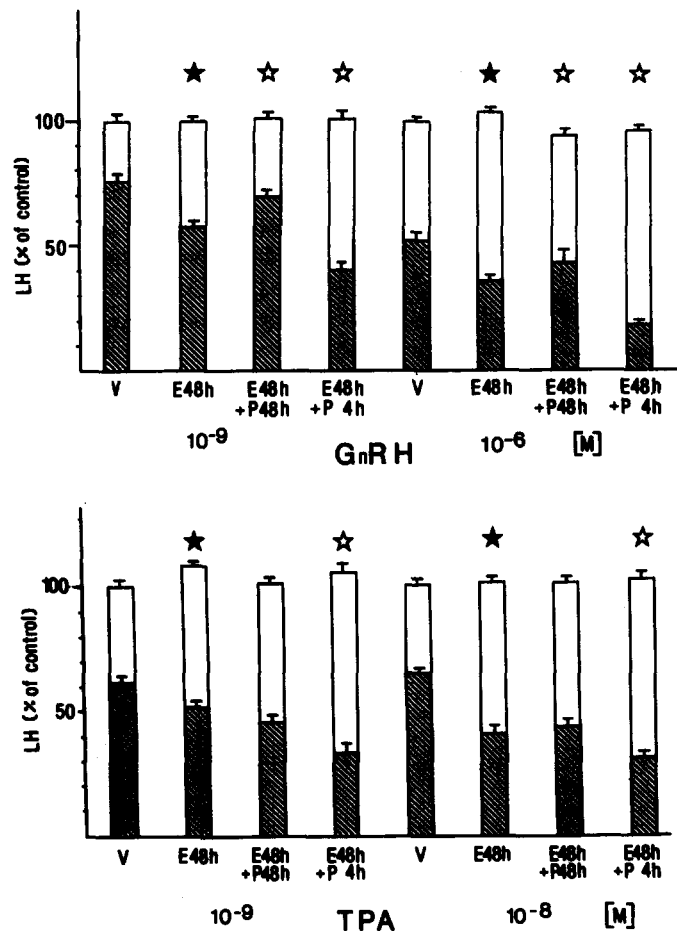 LH (% of control)
100
50
V E48h E48h E48h V E48h E48h E48h
+P48h +P 4h +P48h +P 4h
10-9 GnRH 10-6 [M]
LH (% of control)
100
50
V E48h E48h E48h V E48h E48h E48h
+P48h +P 4h +P48h +P 4h
10-9 TPA 10-8 [M]